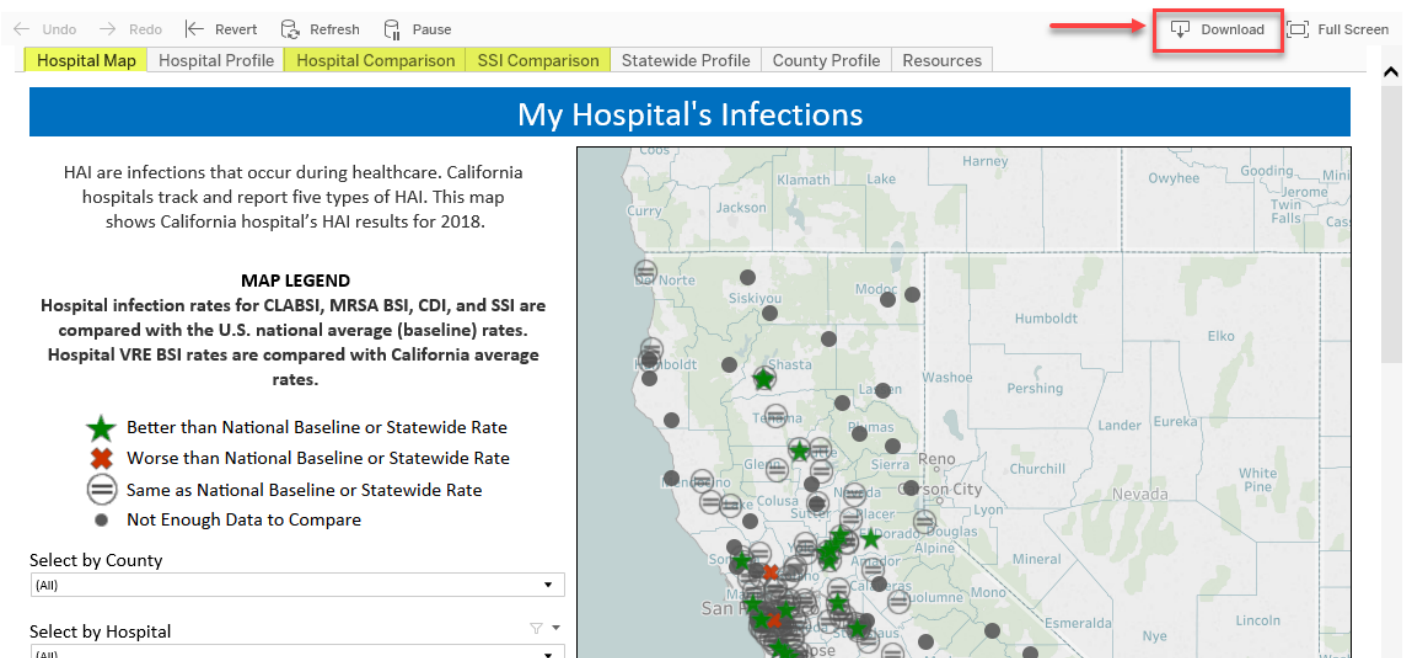 Undo Redo Revert Refresh Pause Download Full Screen
Hospital Map Hospital Profile Hospital Comparison SSI Comparison Statewide Profile County Profile Resources
My Hospital's Infections
HAI are infections that occur during healthcare. California
hospitals track and report five types of HAI. This map
shows California hospital's HAI results for 2018.
MAP LEGEND
Hospital infection rates for CLABSI, MRSA BSI, CDI, and SSI are
compared with the U.S. national average (baseline) rates.
Hospital VRE BSI rates are compared with California average
rates.
Better than National Baseline or Statewide Rate
Worse than National Baseline or Statewide Rate
Same as National Baseline or Statewide Rate
Not Enough Data to Compare
Select by County
(All)
Select by Hospital
(All)
Coos
Harney
Klamath Lake
Owyhee
Gooding
Jerome
Twin
Falls
Curry
Jackson
Siskiyou
Modoc
Humboldt
Elko
Shasta
Washoe
Pershing
Lander
Eureka
Plumas
Sierra
Reno
Churchill
White
Pine
Nevada
Carson City
Nevada
Colusa
Sutter
Placer
Lyon
Douglas
Alpine
Amador
Mineral
Mono
Esmeralda
Nye
Lincoln